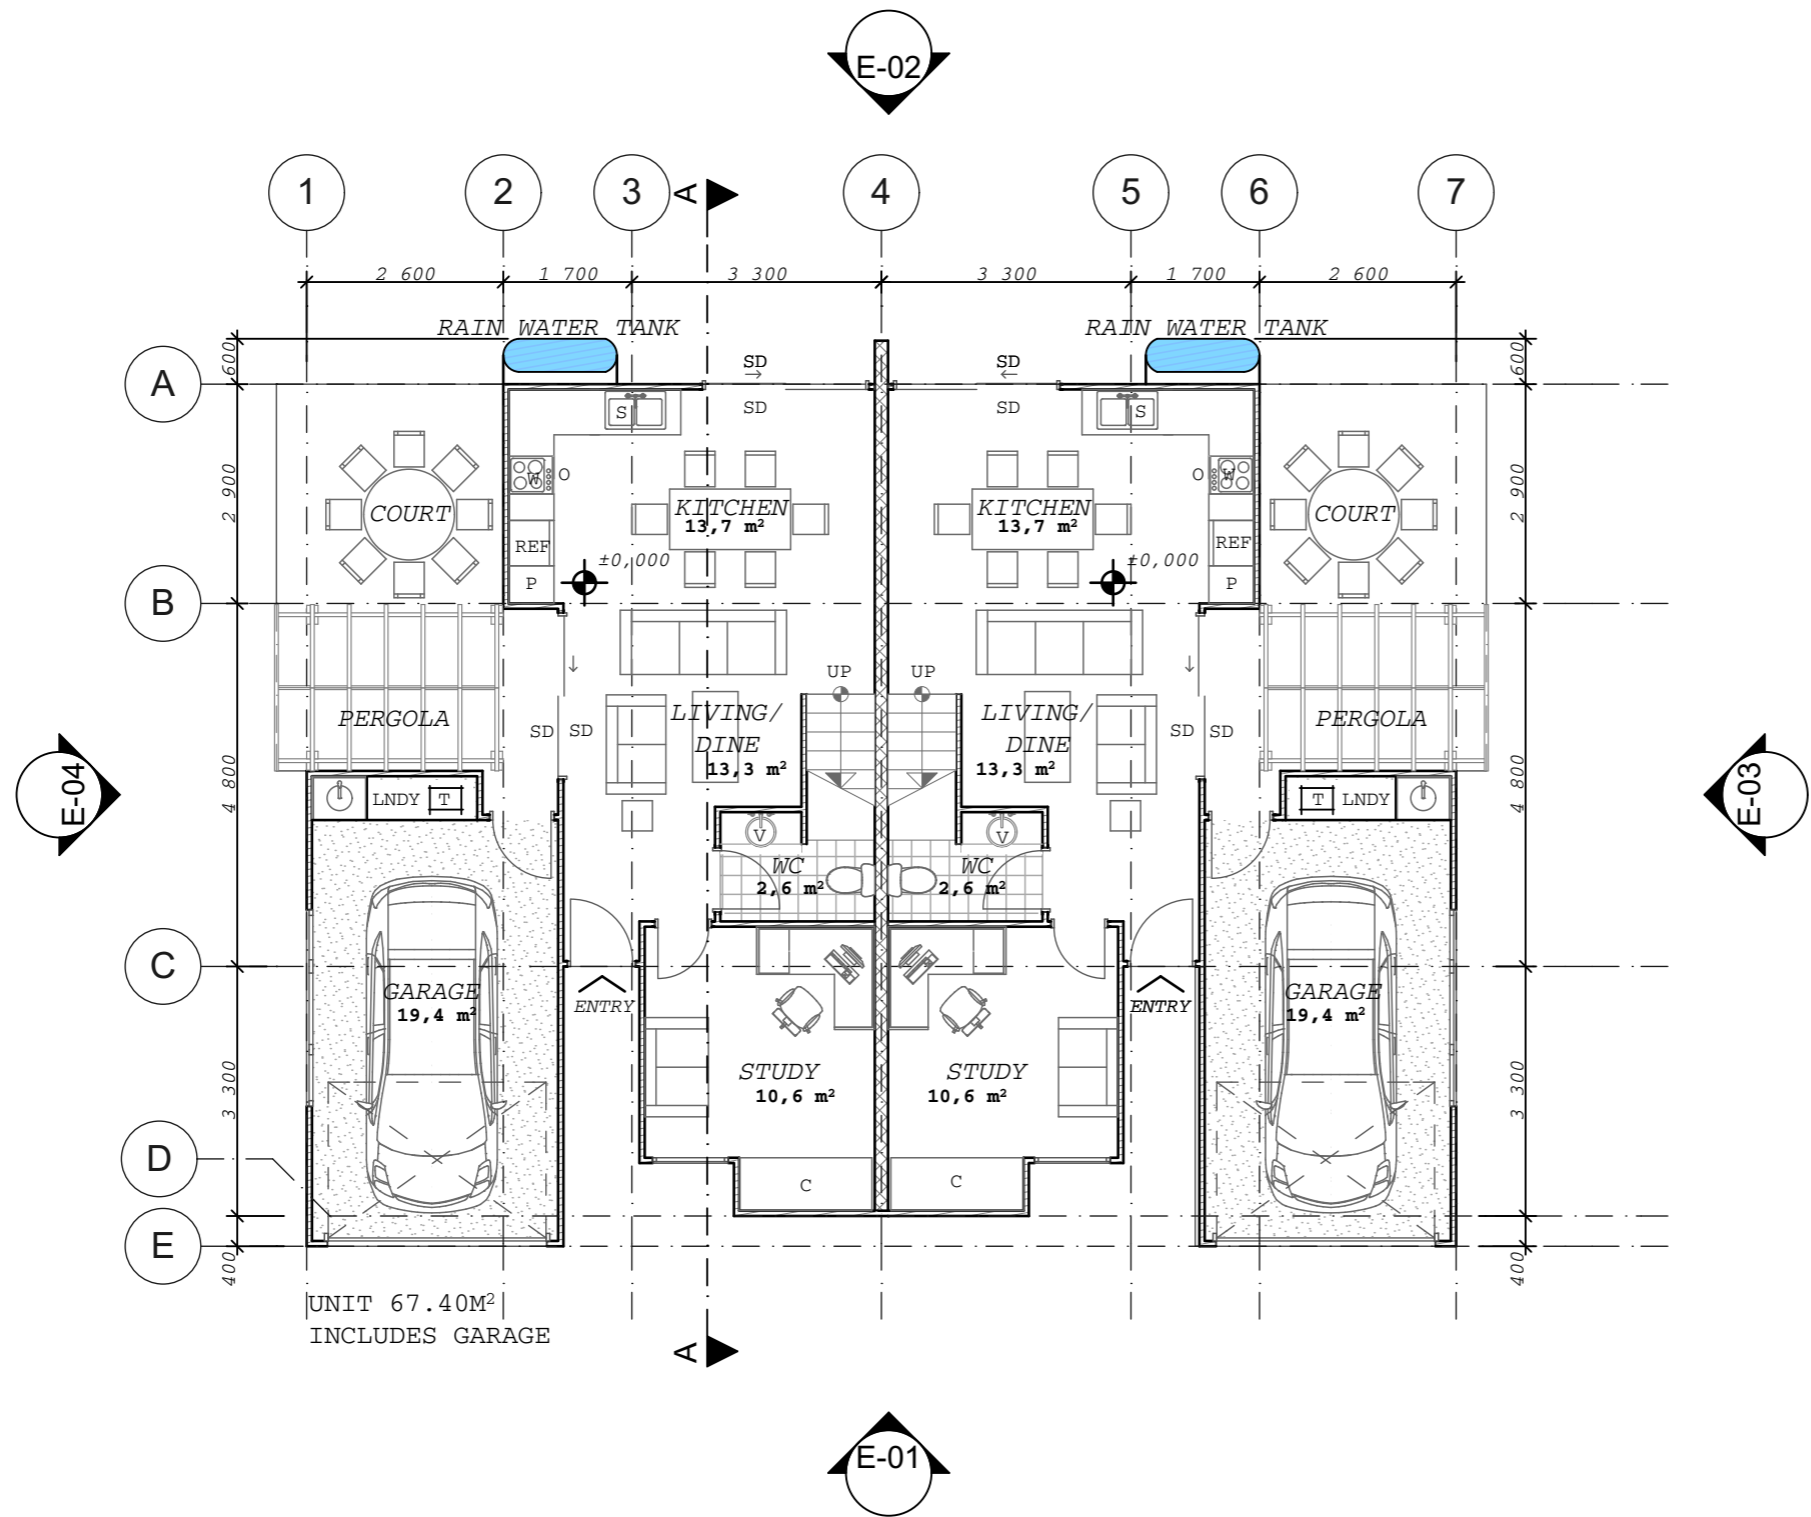 E-02
1 2 3 A 4 5 6 7
2 600 1 700 3 300 3 300 1 700 2 600
RAIN WATER TANK RAIN WATER TANK
600 600
A
SD SD
SD SD
S S
2 900 2 900
W O O W
COURT KITCHEN KITCHEN COURT
13,7 m² 13,7 m²
REF REF
±0,000 ±0,000
P P
B
UP UP
PERGOLA LIVING/ LIVING/ PERGOLA
SD SD DINE DINE SD SD
13,3 m² 13,3 m²
E-04 4 800 4 800 E-03
LNDY T T LNDY
V V
WC WC
2,6 m² 2,6 m²
C
GARAGE ENTRY ENTRY GARAGE
19,4 m² 19,4 m²
3 300 3 300
STUDY STUDY
10,6 m² 10,6 m²
D
C C
E
400 400
UNIT 67.40M²
INCLUDES GARAGE
A
E-01